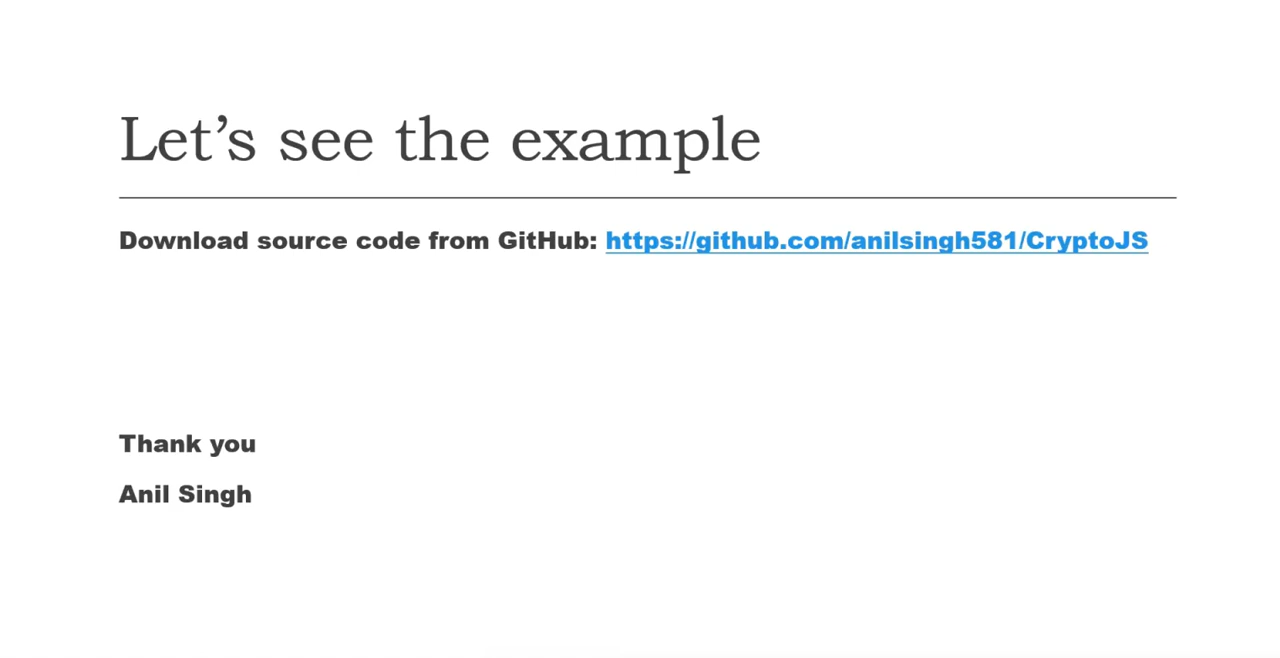 Let’s see the example
Download source code from GitHub: https://github.com/anilsingh581/CryptoJS
Thank you
Anil Singh